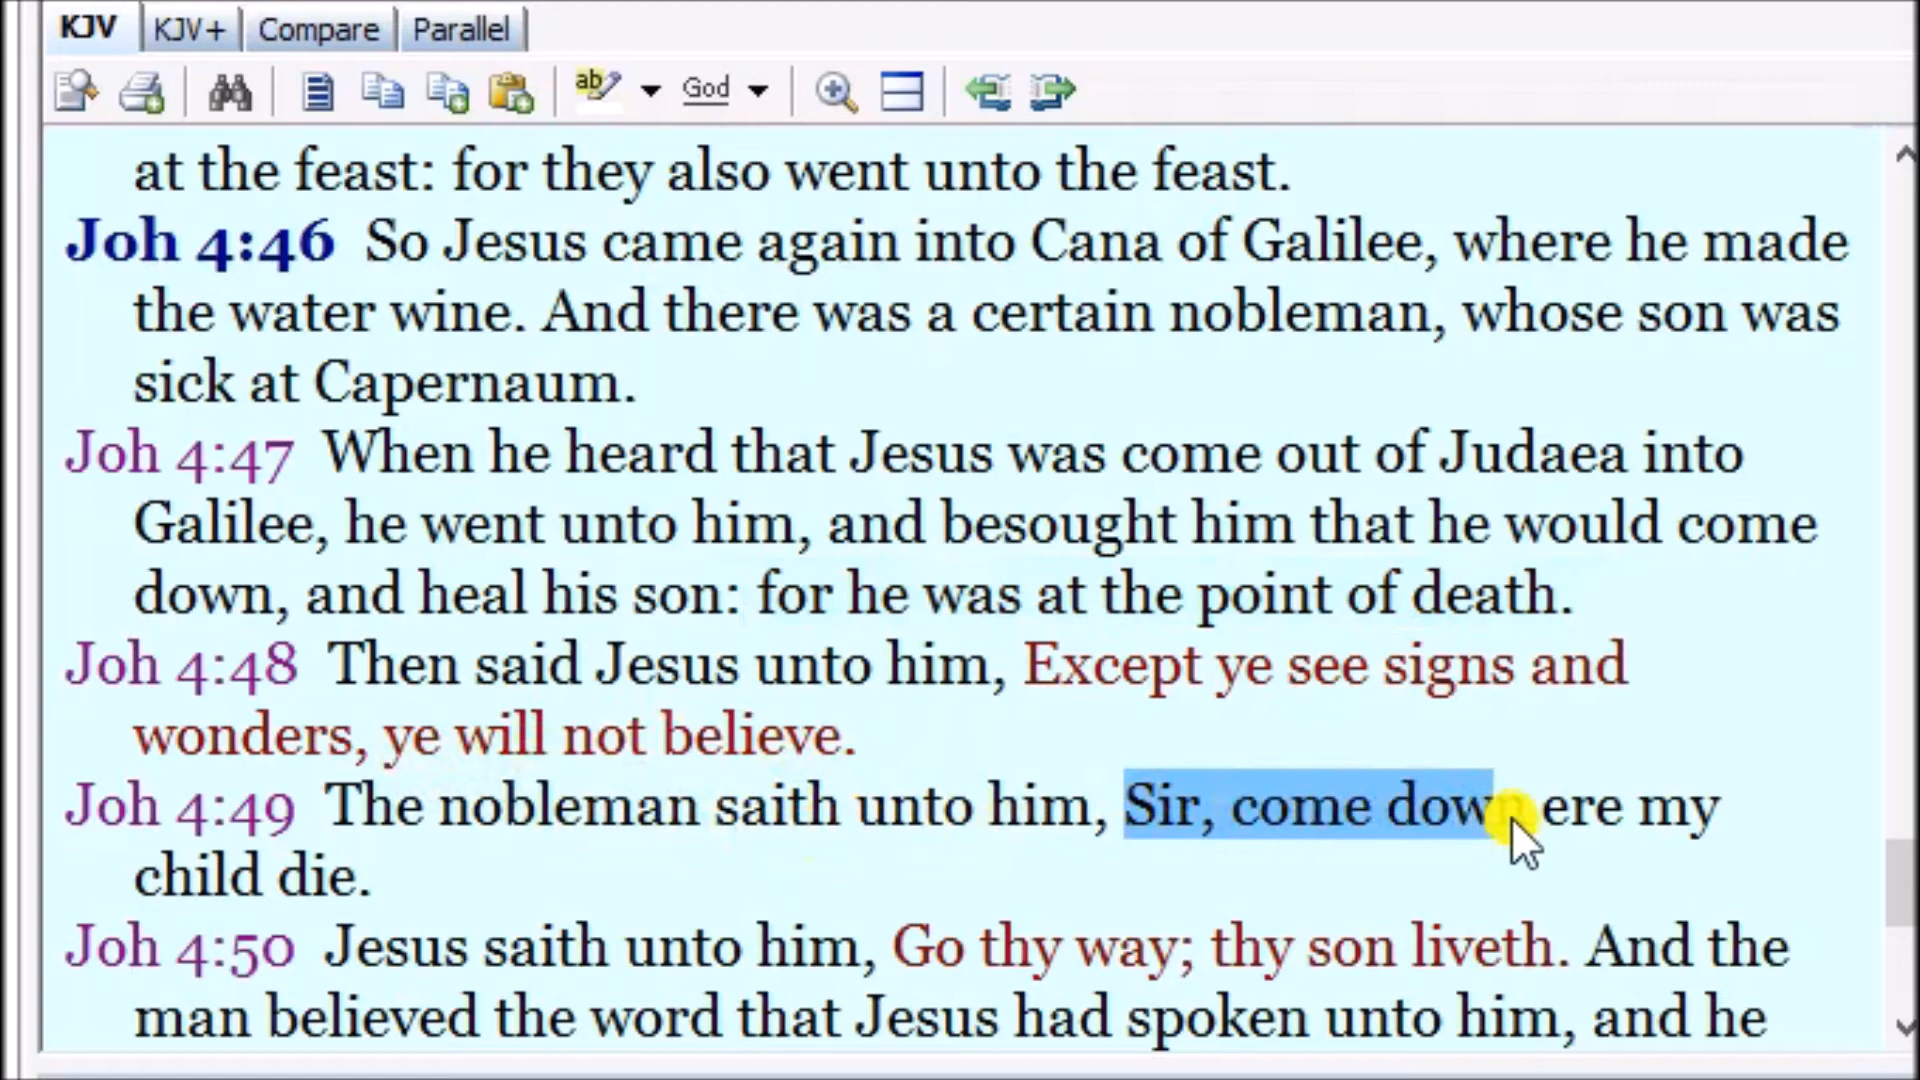 KJV KJV+ Compare Parallel
ab God
at the feast: for they also went unto the feast.
Joh 4:46 So Jesus came again into Cana of Galilee, where he made
the water wine. And there was a certain nobleman, whose son was
sick at Capernaum.
Joh 4:47 When he heard that Jesus was come out of Judaea into
Galilee, he went unto him, and besought him that he would come
down, and heal his son: for he was at the point of death.
Joh 4:48 Then said Jesus unto him, Except ye see signs and
wonders, ye will not believe.
Joh 4:49 The nobleman saith unto him, Sir, come down ere my
child die.
Joh 4:50 Jesus saith unto him, Go thy way; thy son liveth. And the
man believed the word that Jesus had spoken unto him, and he